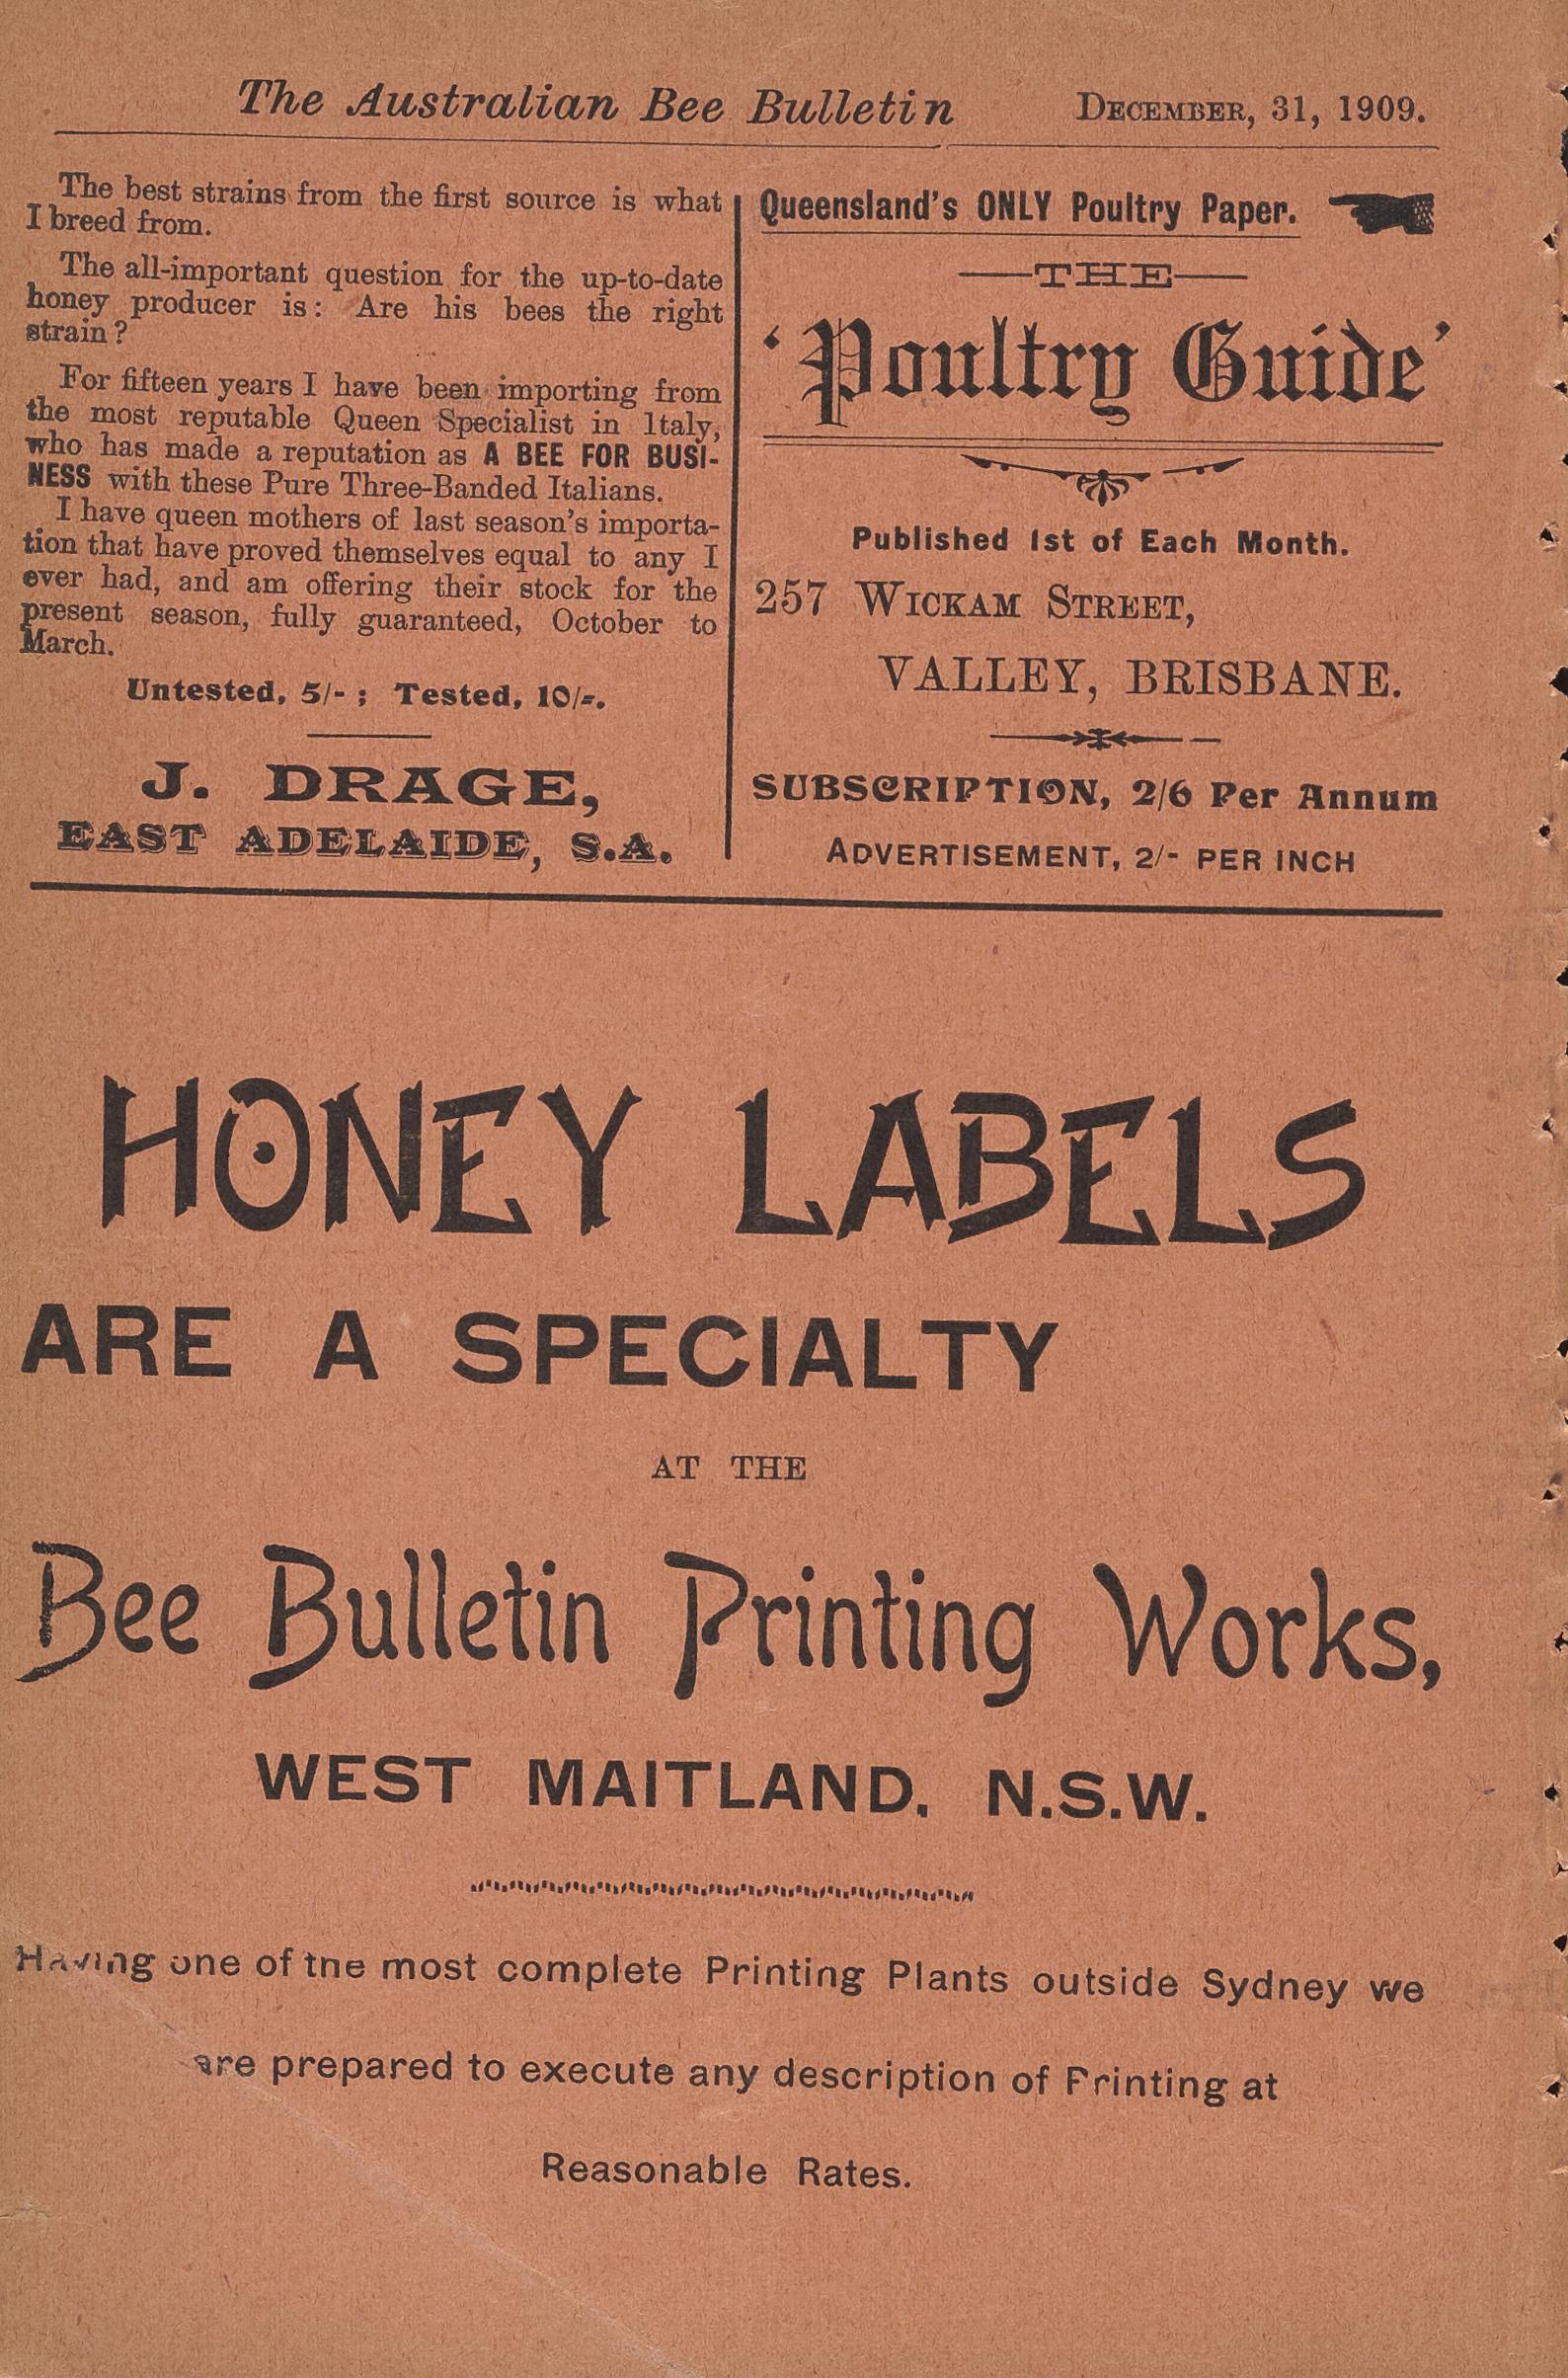 The Australian Bee Bulletin DECEMBER, 31, 1909.
The best strains from the first source is what
I breed from.
The all-important question for the up-to-date
honey producer is: Are his bees the right
strain?
For fifteen years I have been importing from
the most reputable Queen Specialist in Italy,
who has made a reputation as A BEE FOR BUSI-
NESS with these Pure Three-Banded Italians.
I have queen mothers of last season's importa-
tion that have proved themselves equal to any I
ever had, and am offering their stock for the
present season, fully guaranteed, October to
March.
Untested, 5/- ; Tested, 10/-.
J. DRAGE,
EAST ADELAIDE, S.A.
Queensland's ONLY Poultry Paper.
THE
'Poultry Guide'
Published 1st of Each Month.
257 WICKAM STREET,
VALLEY, BRISBANE.
SUBSCRIPTION, 2/6 Per Annum
ADVERTISEMENT, 2/- PER INCH
HONEY LABELS
ARE A SPECIALTY
AT THE
Bee Bulletin Printing Works,
WEST MAITLAND. N.S.W.
Having one of the most complete Printing Plants outside Sydney we
are prepared to execute any description of Printing at
Reasonable Rates.